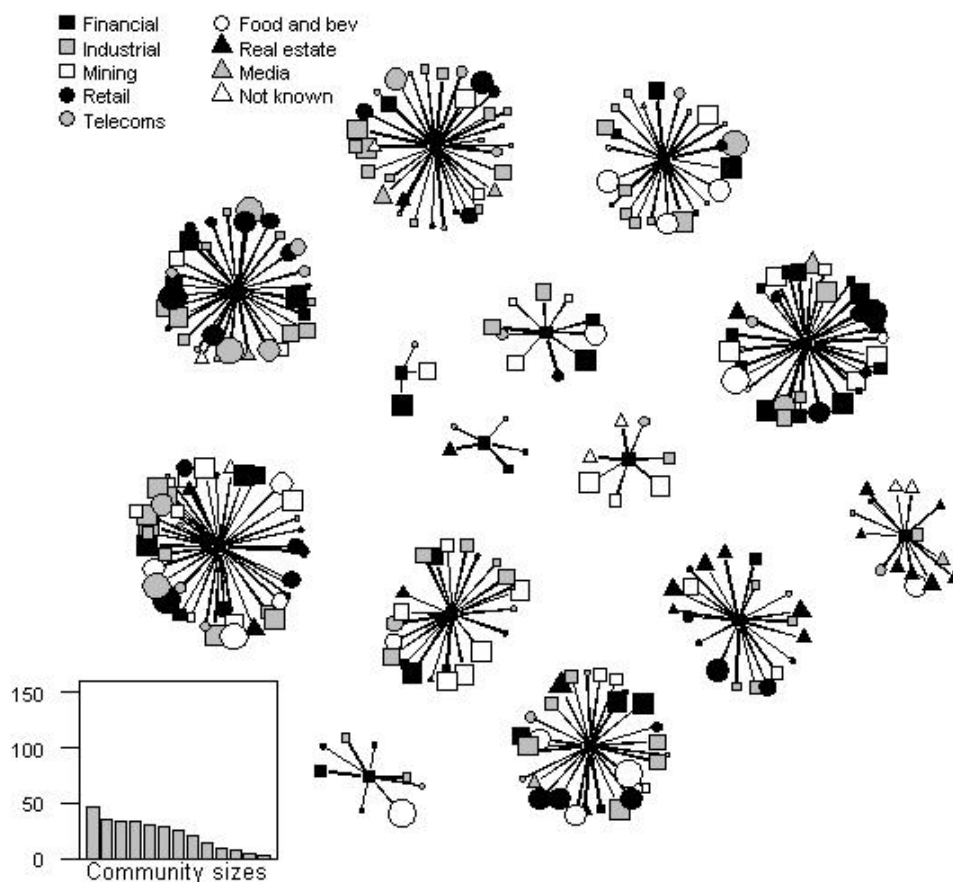 Financial
Industrial
Mining
Retail
Telecoms
Food and bev
Real estate
Media
Not known
150
100
50
0
Community sizes